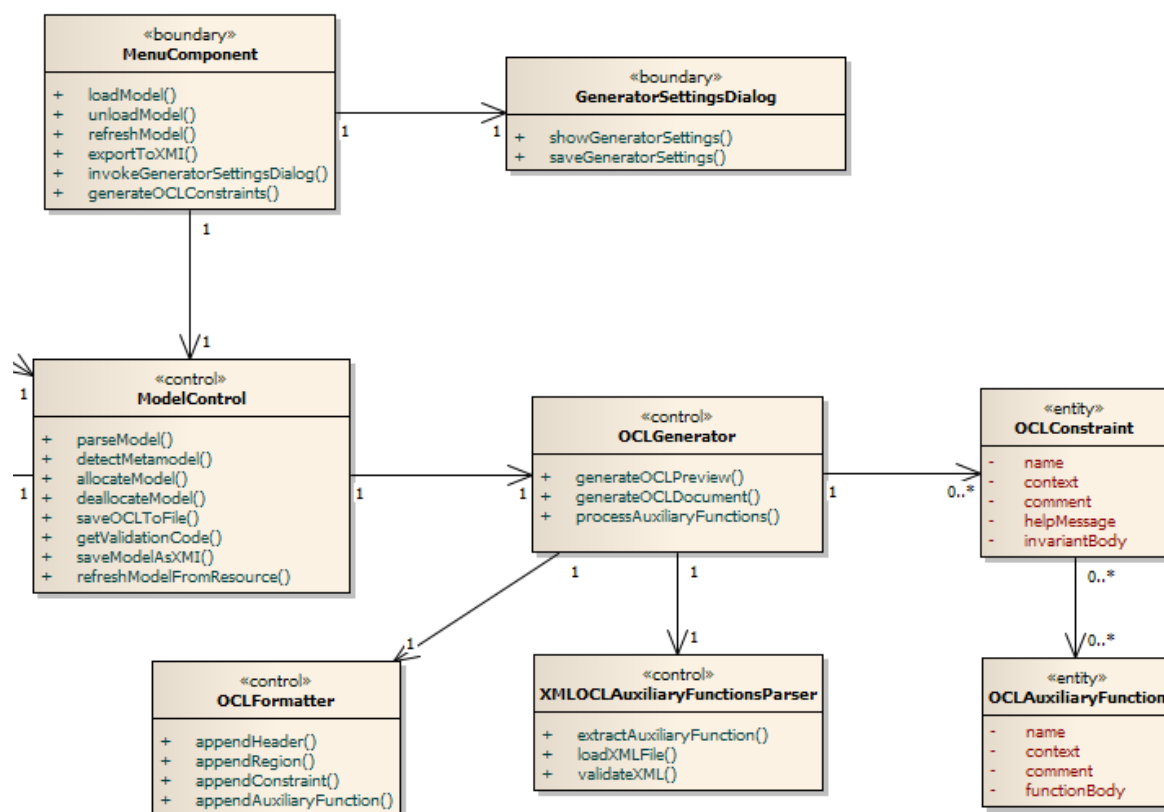 «boundary»
MenuComponent
+ loadModel()
+ unloadModel()
+ refreshModel()
+ exportToXMI()
+ invokeGeneratorSettingsDialog()
+ generateOCLConstraints()
«boundary»
GeneratorSettingsDialog
+ showGeneratorSettings()
+ saveGeneratorSettings()
1
1
1
1
1
«control»
ModelControl
+ parseModel()
+ detectMetamodel()
+ allocateModel()
+ deallocateModel()
+ saveOCLToFile()
+ getValidationCode()
+ saveModelAsXMI()
+ refreshModelFromResource()
1
1
1
«control»
OCLGenerator
+ generateOCLPreview()
+ generateOCLDocument()
+ processAuxiliaryFunctions()
1
0..*
«entity»
OCLConstraint
- name
- context
- comment
- helpMessage
- invariantBody
1
1
0..*
1
1
0..*
«control»
OCLFormatter
+ appendHeader()
+ appendRegion()
+ appendConstraint()
+ appendAuxiliaryFunction()
«control»
XMLOCLAuxiliaryFunctionsParser
+ extractAuxiliaryFunction()
+ loadXMLFile()
+ validateXML()
«entity»
OCLAuxiliaryFunction
- name
- context
- comment
- functionBody